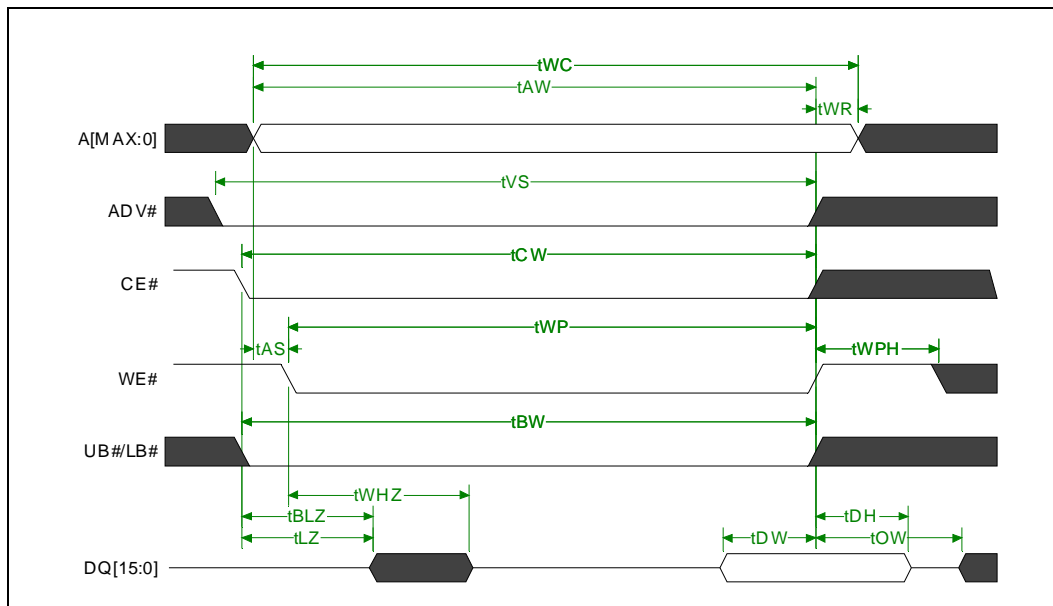 tWC
tAW
tWR
A[MAX:0]
tVS
ADV#
tCW
CE#
tWP
tAS
tWPH
WE#
tBW
UB#/LB#
tWHZ
tBLZ
tDH
tLZ
tDW
tOW
DQ[15:0]